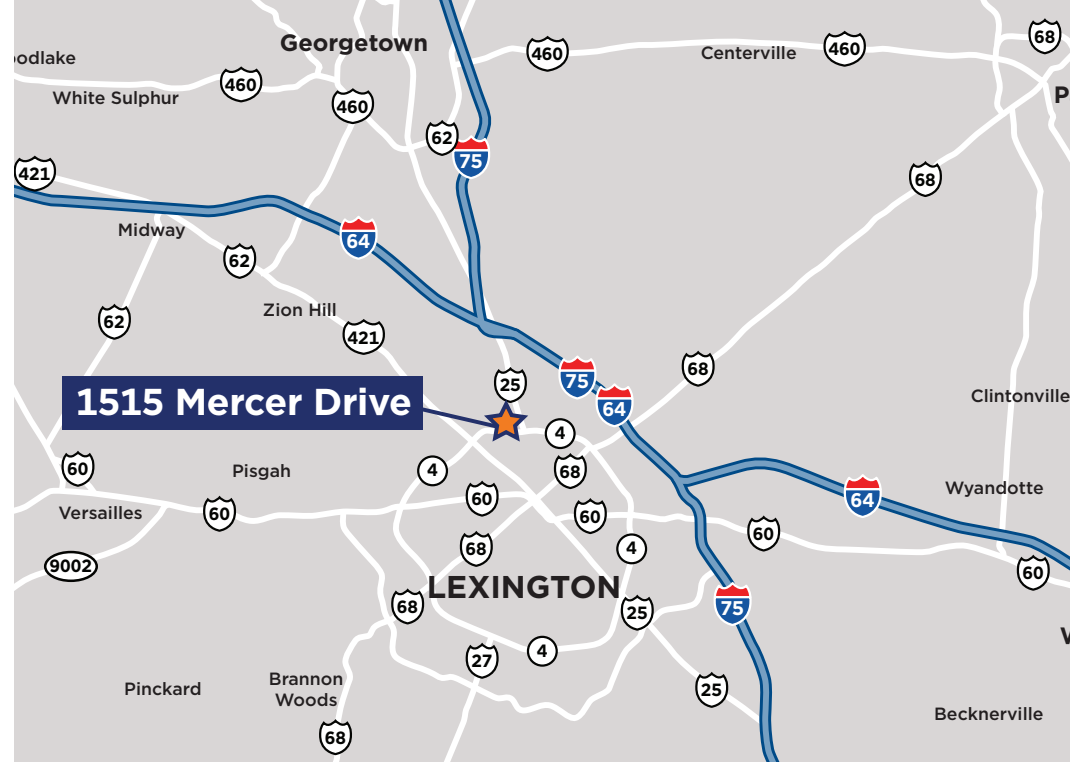 Georgetown
460
Centerville
460
68
oodlake
460
White Sulphur
460
P
62
75
421
68
Midway
64
62
Zion Hill
62
421
75
68
25
64
1515 Mercer Drive
Clintonville
4
4
68
60
Pisgah
60
Wyandotte
64
Versailles
60
60
60
68
4
9002
60
LEXINGTON
68
25
75
4
27
Pinckard
Brannon
Woods
25
Becknerville
68